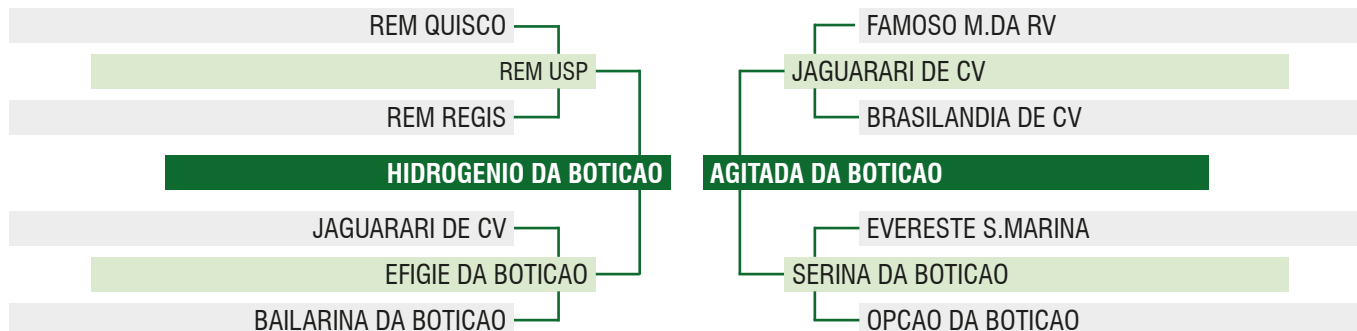 REM QUISCO
FAMOSO M.DA RV
REM USP
JAGUARARI DE CV
REM REGIS
BRASILANDIA DE CV
HIDROGENIO DA BOTICAO
AGITADA DA BOTICAO
JAGUARARI DE CV
EVERESTE S.MARINA
EFIGIE DA BOTICAO
SERINA DA BOTICAO
BAILARINA DA BOTICAO
OPCAO DA BOTICAO